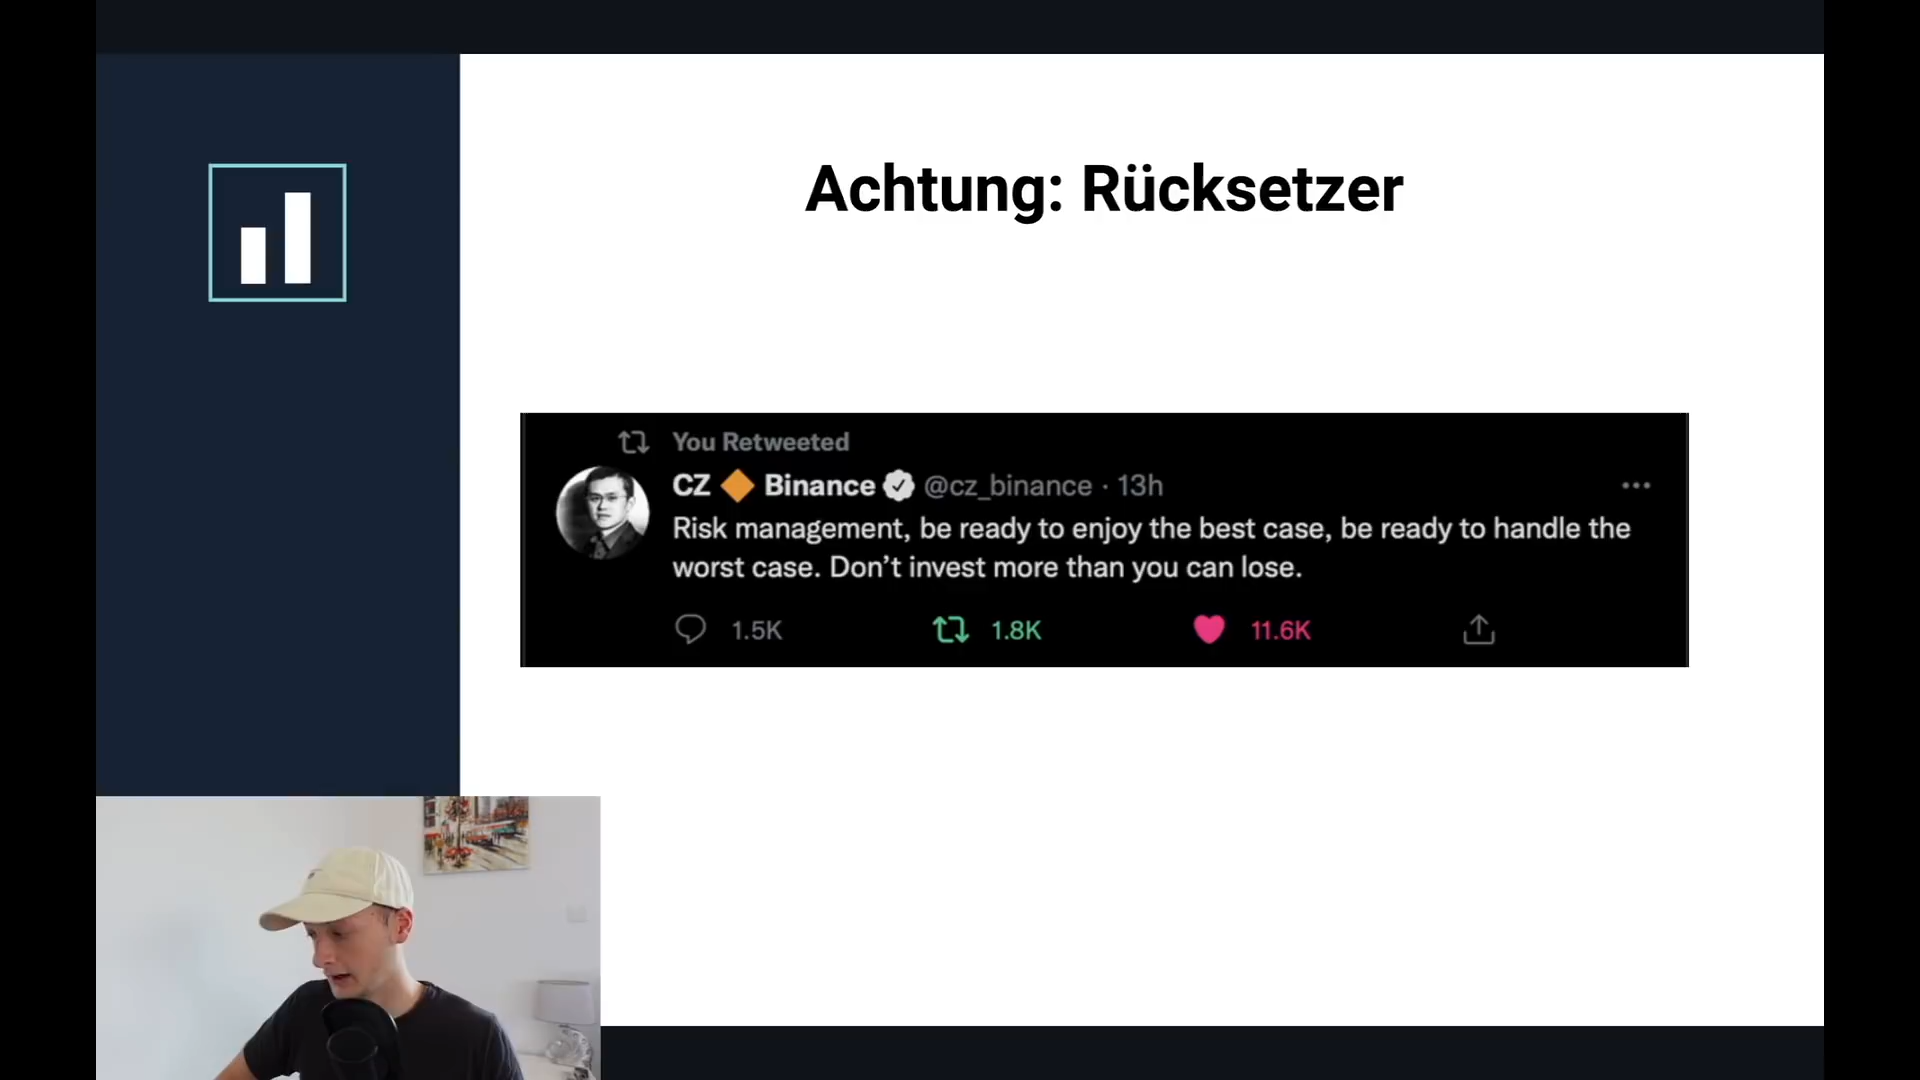 Achtung: Rücksetzer
You Retweeted
CZ 🔶 Binance @cz_binance · 13h
Risk management, be ready to enjoy the best case, be ready to handle the
worst case. Don’t invest more than you can lose.
1.5K 1.8K 11.6K